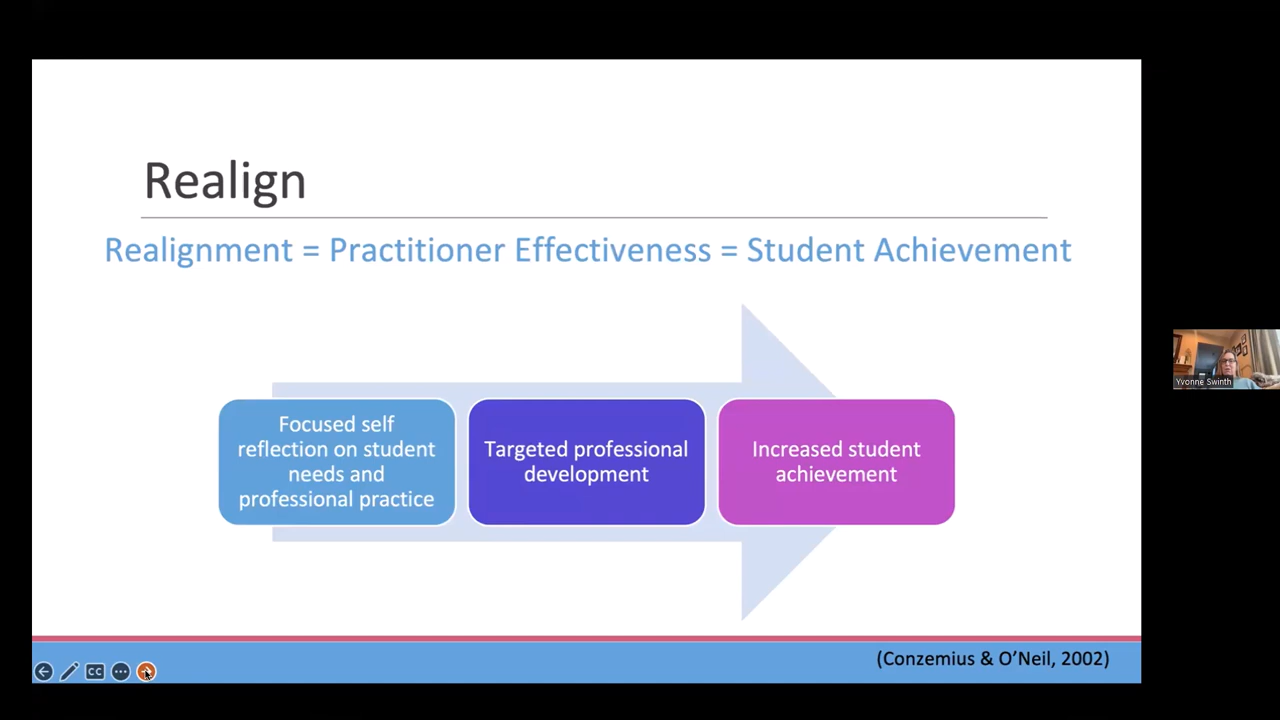 Realign
Realignment = Practitioner Effectiveness = Student Achievement
Focused self
reflection on student
needs and
professional practice
Targeted professional
development
Increased student
achievement
Yvonne Swinth
(Conzemius & O’Neil, 2002)
CC